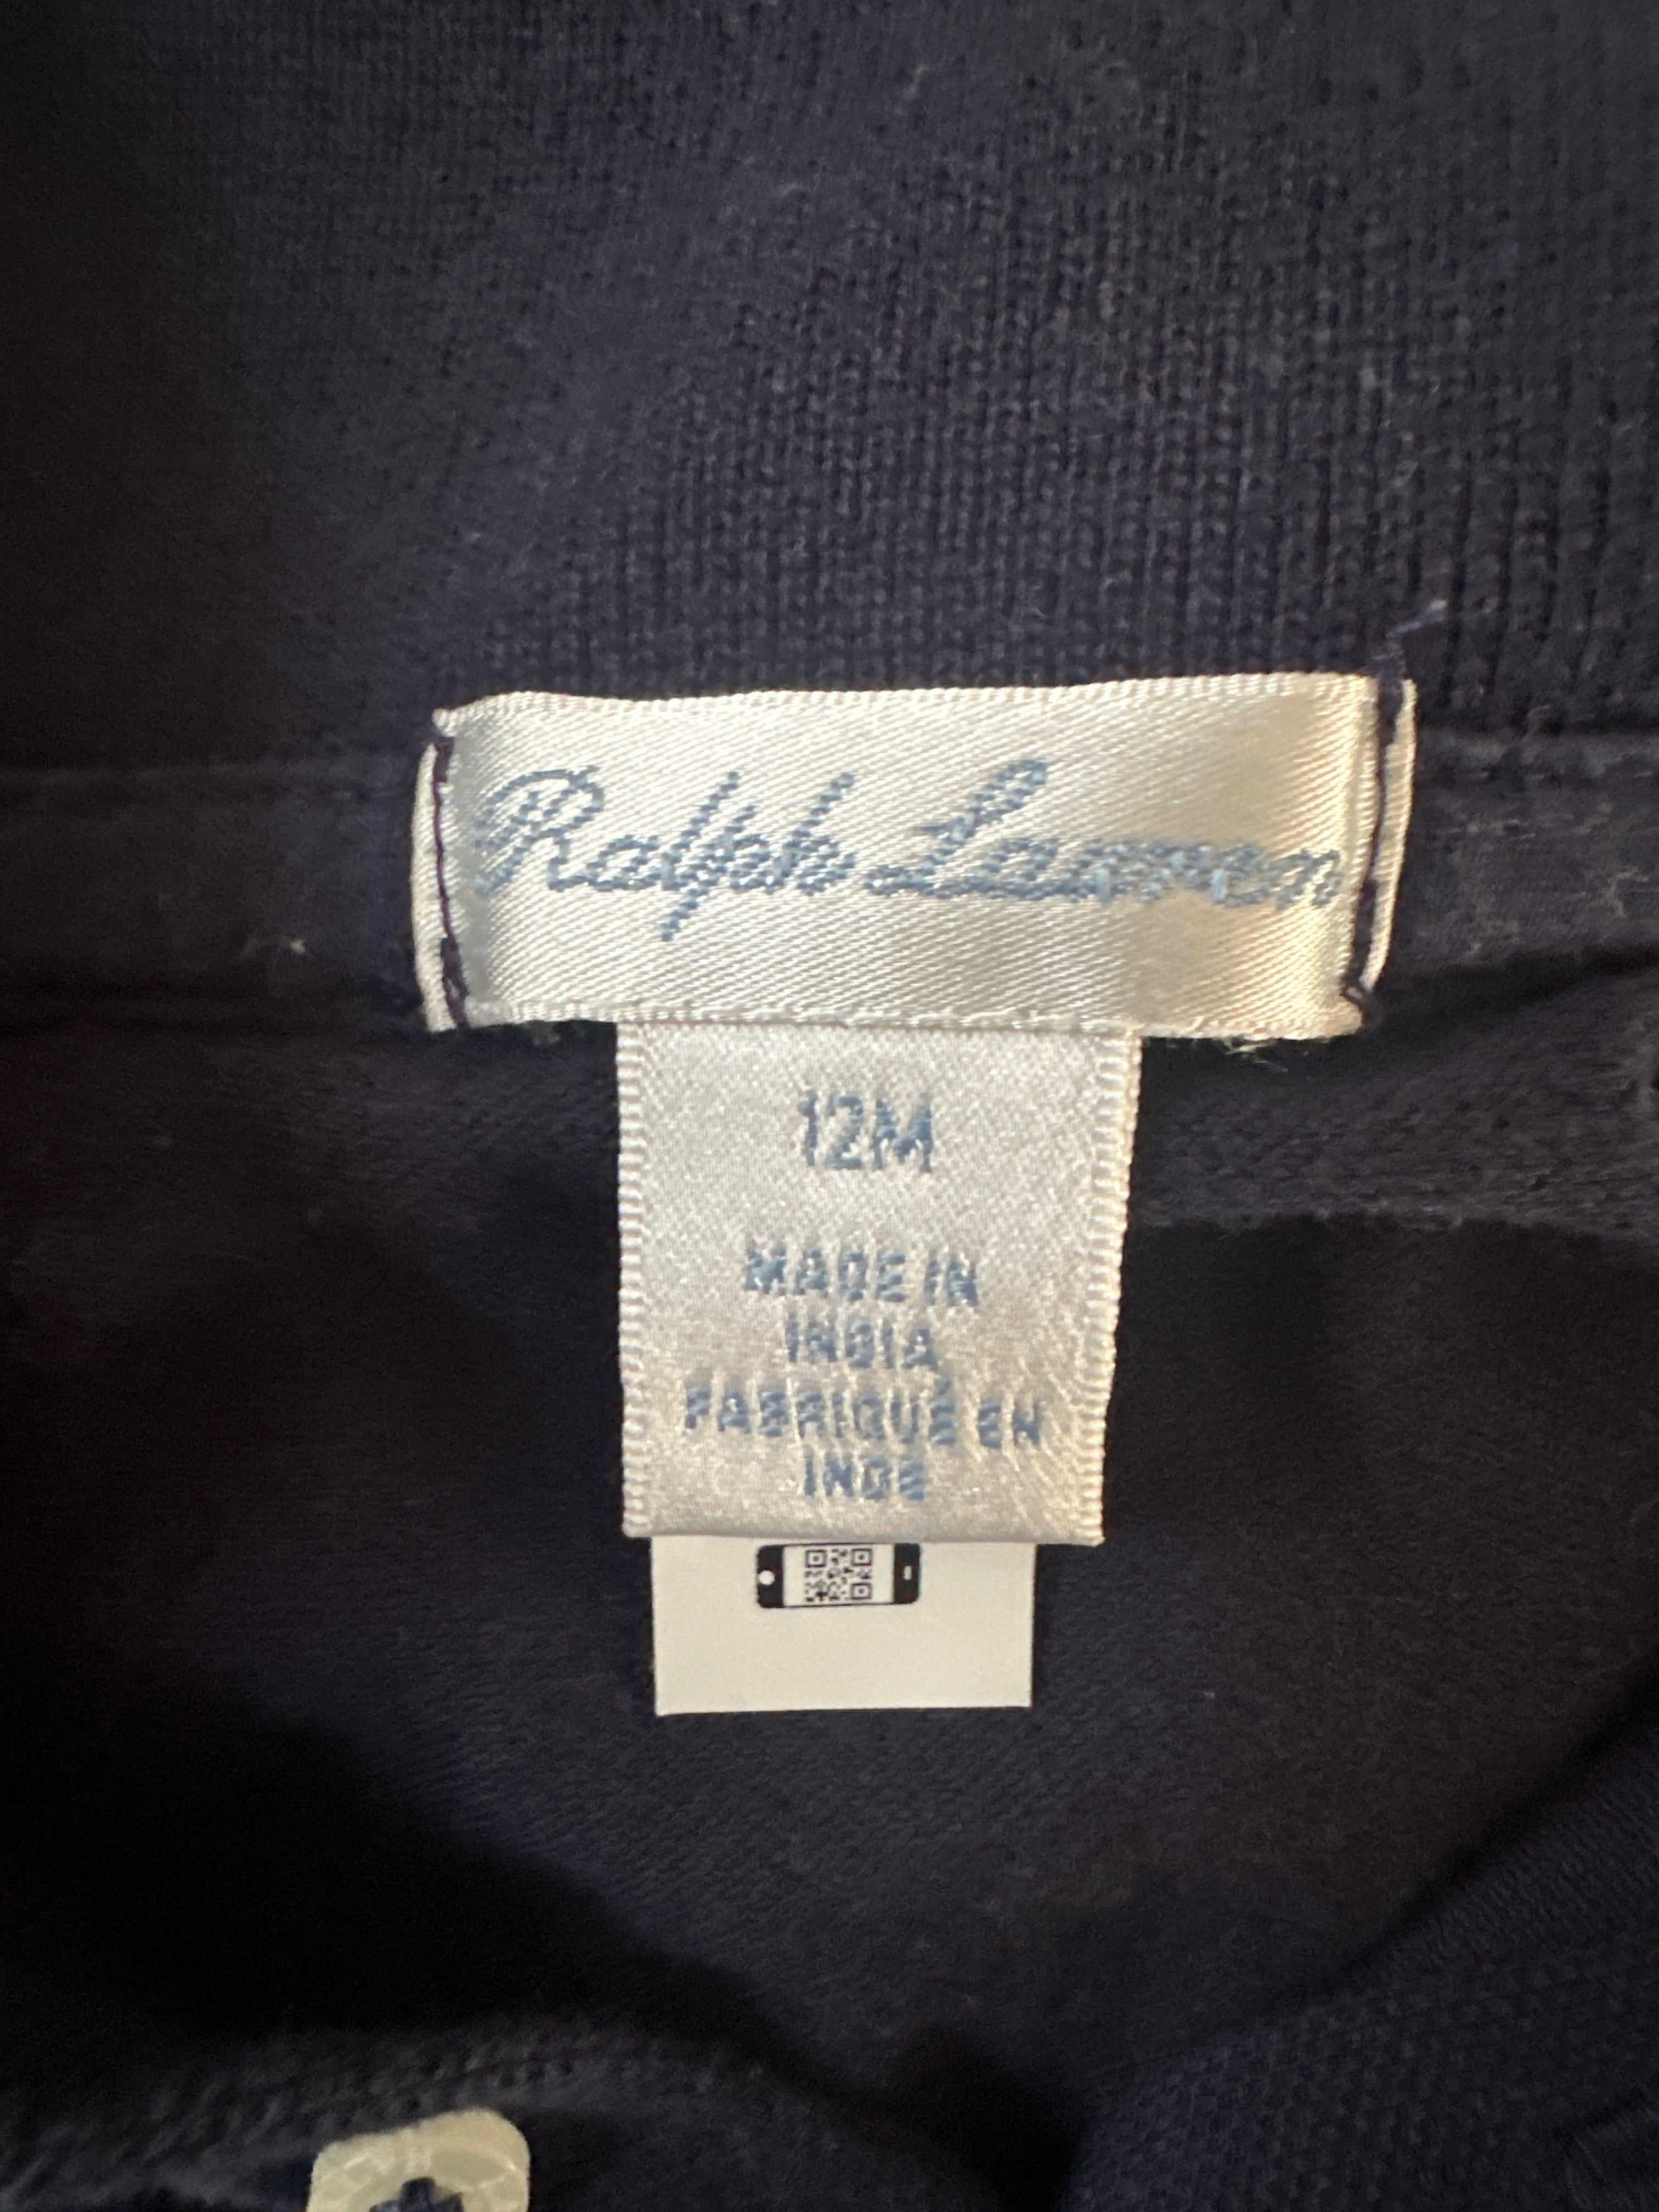 Ralph Lauren
12M
MADE IN
INDIA
FABRIQUÉ EN
INDE